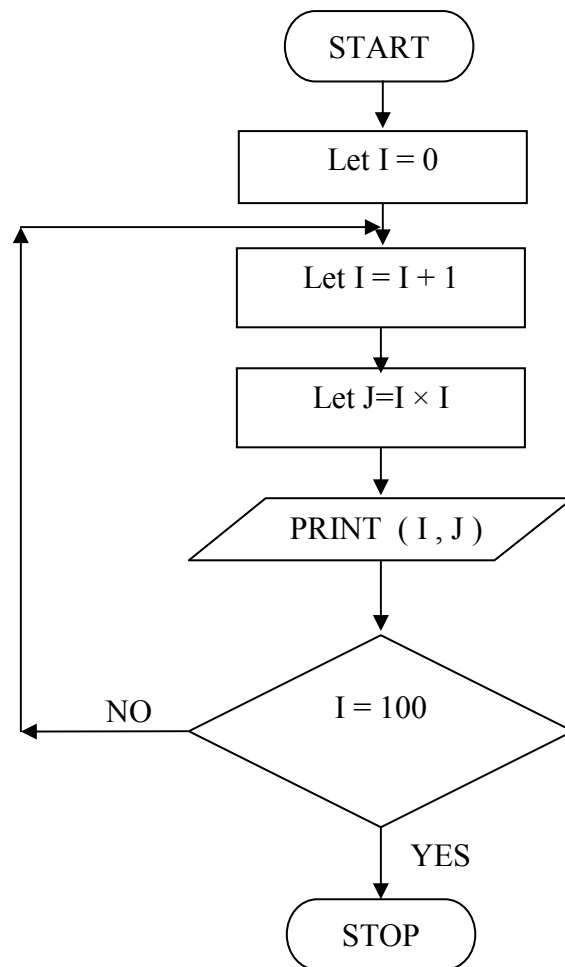 START
Let I = 0
Let I = I + 1
Let J=I × I
PRINT ( I , J )
I = 100
NO
YES
STOP